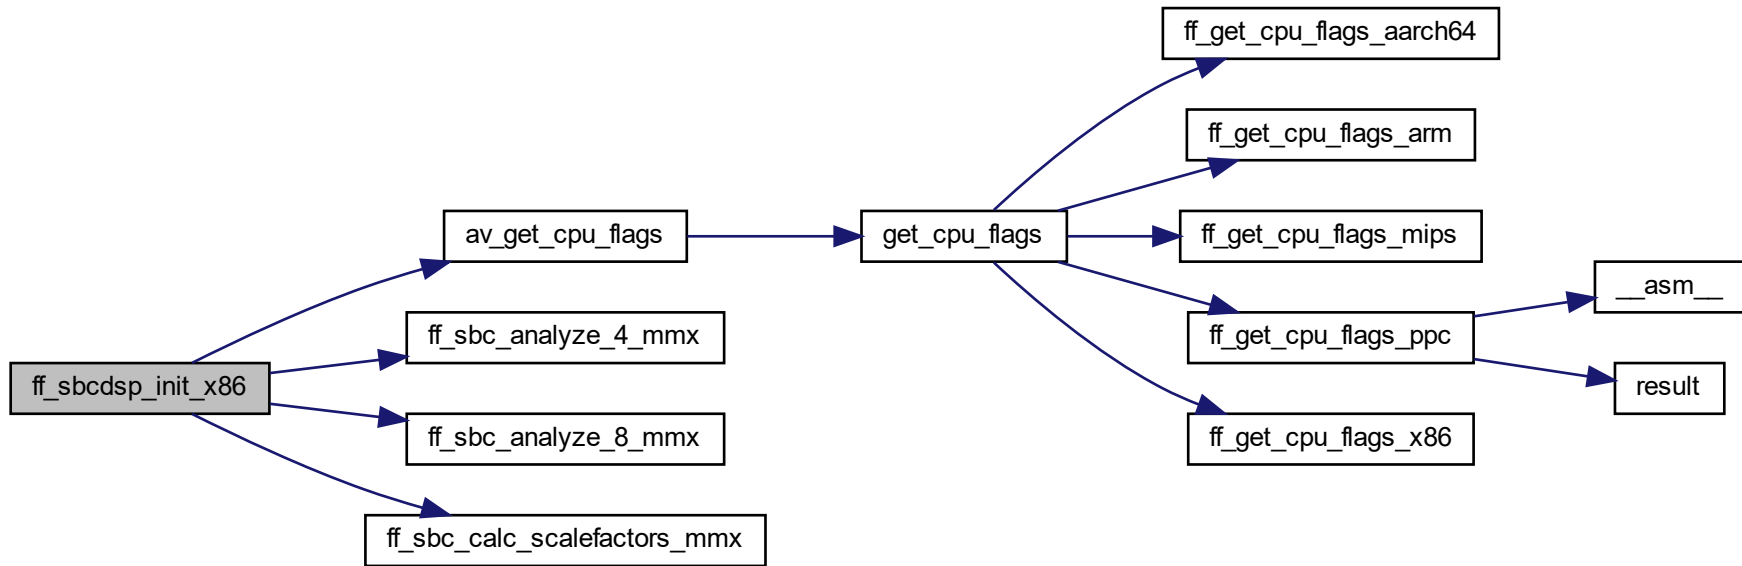 ff_get_cpu_flags_aarch64
ff_get_cpu_flags_arm
av_get_cpu_flags
get_cpu_flags
ff_get_cpu_flags_mips
__asm__
ff_sbc_analyze_4_mmx
ff_get_cpu_flags_ppc
ff_sbcdsp_init_x86
result
ff_sbc_analyze_8_mmx
ff_get_cpu_flags_x86
ff_sbc_calc_scalefactors_mmx